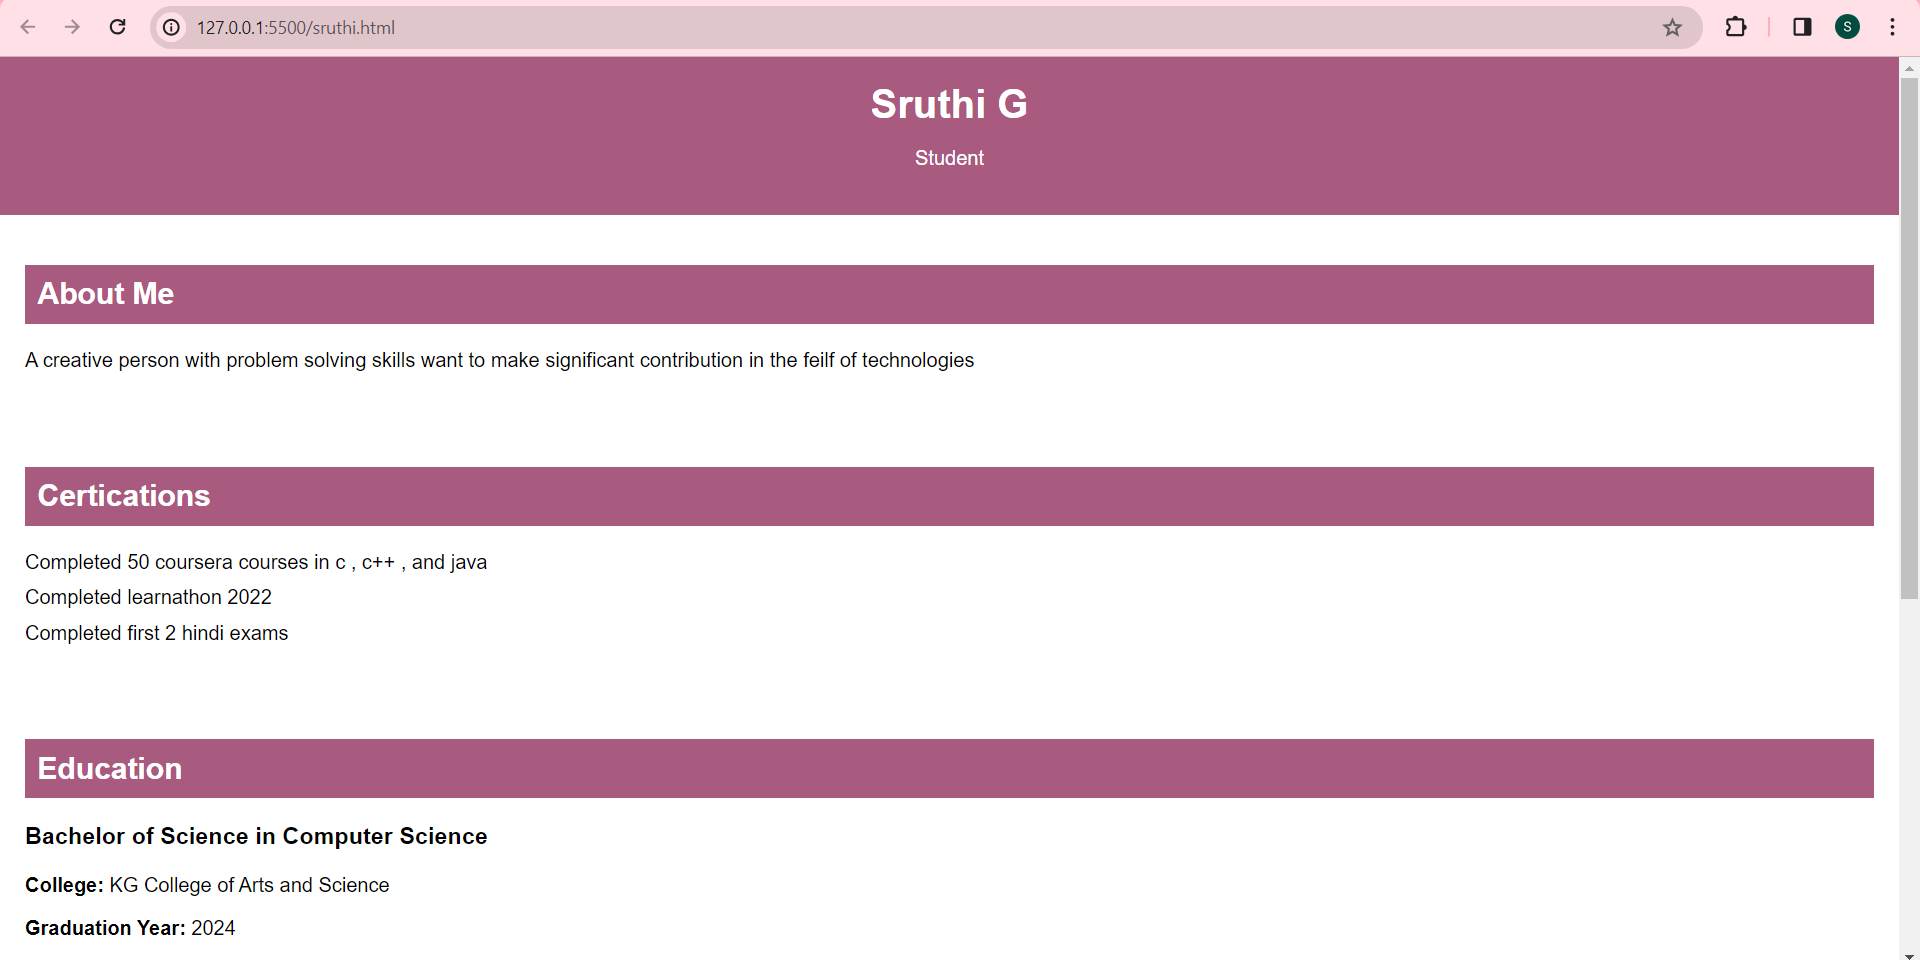 127.0.0.1:5500/sruthi.html
S
Sruthi G
Student
About Me
A creative person with problem solving skills want to make significant contribution in the feilf of technologies
Certications
Completed 50 coursera courses in c , c++ , and java
Completed learnathon 2022
Completed first 2 hindi exams
Education
Bachelor of Science in Computer Science
College: KG College of Arts and Science
Graduation Year: 2024